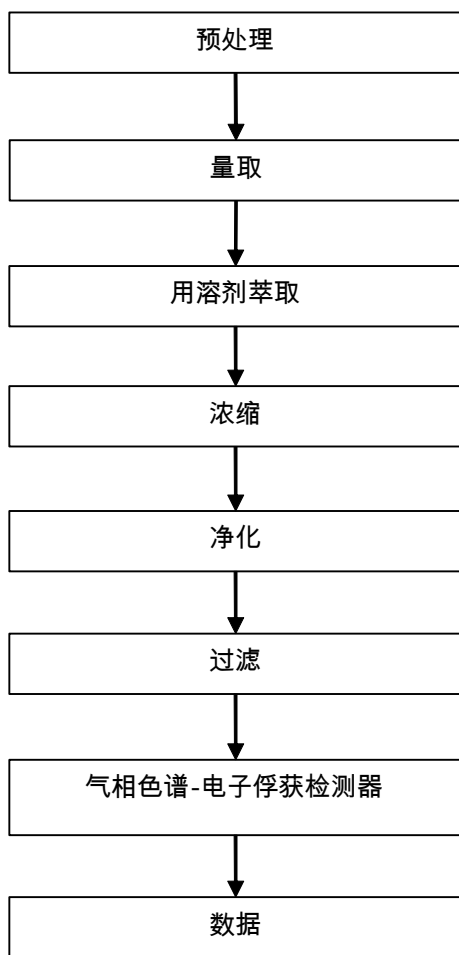 预处理
量取
用溶剂萃取
浓缩
净化
过滤
气相色谱-电子俘获检测器
数据